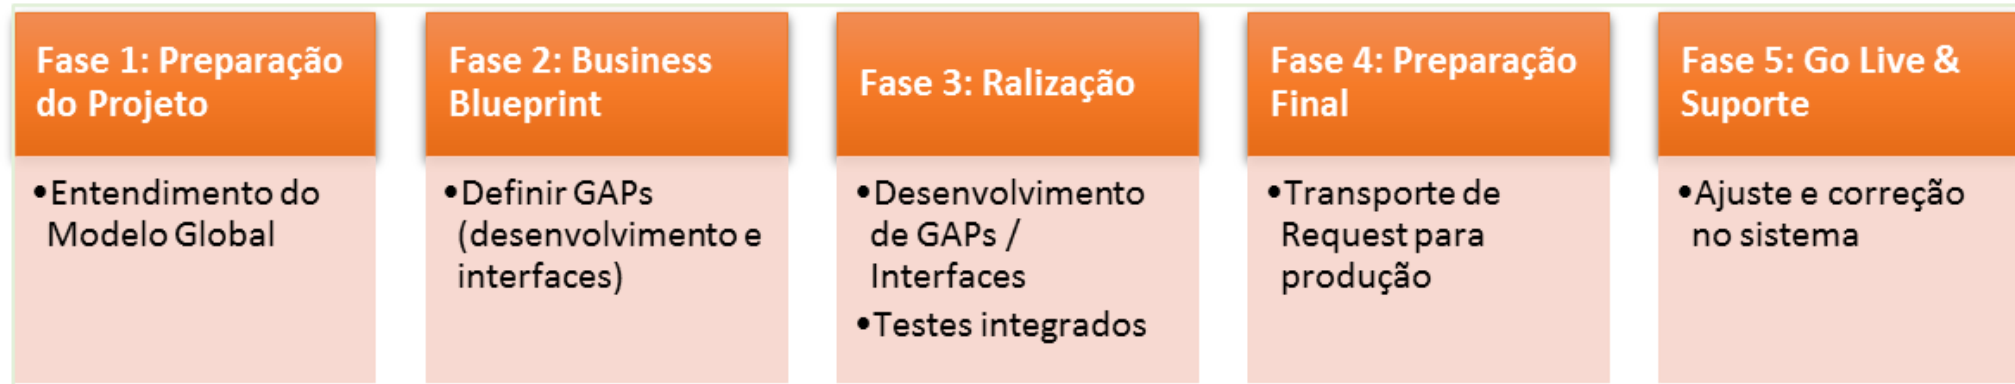 Fase 1: Preparação
do Projeto
•Entendimento do
Modelo Global
Fase 2: Business
Blueprint
•Definir GAPs
(desenvolvimento e
interfaces)
Fase 3: Ralização
•Desenvolvimento
de GAPs /
Interfaces
•Testes integrados
Fase 4: Preparação
Final
•Transporte de
Request para
produção
Fase 5: Go Live &
Suporte
•Ajuste e correção
no sistema